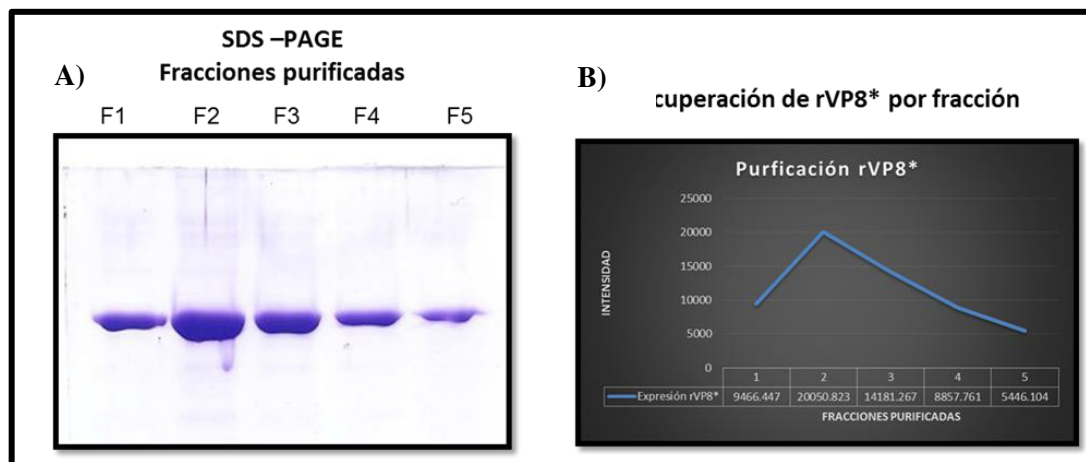 A)
SDS –PAGE
Fracciones purificadas
F1 F2 F3 F4 F5
B)
cuperación de rVP8* por fracción
Purficación rVP8*
INTENSIDAD
25000
20000
15000
10000
5000
0
1 2 3 4 5
Expresión rVP8* 9466.447 20050.823 14181.267 8857.761 5446.104
FRACCIONES PURIFICADAS